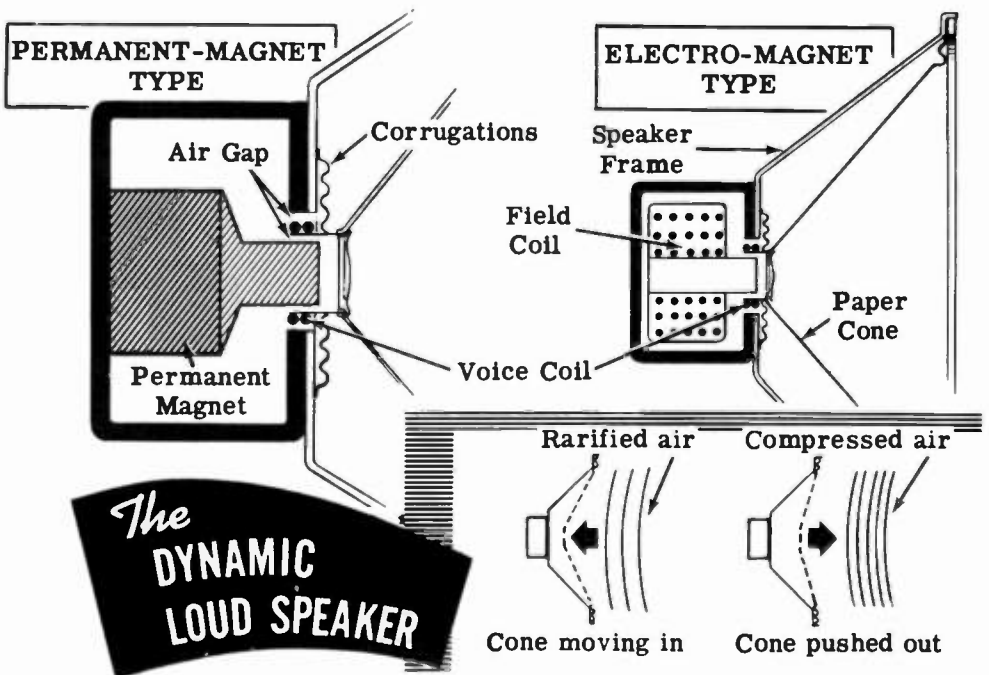 PERMANENT-MAGNET
TYPE
ELECTRO-MAGNET
TYPE
Corrugations
Air Gap
Speaker
Frame
Field
Coil
Paper
Cone
Voice Coil
Permanent
Magnet
Rarified air
Compressed air
The
DYNAMIC
LOUD SPEAKER
Cone moving in
Cone pushed out